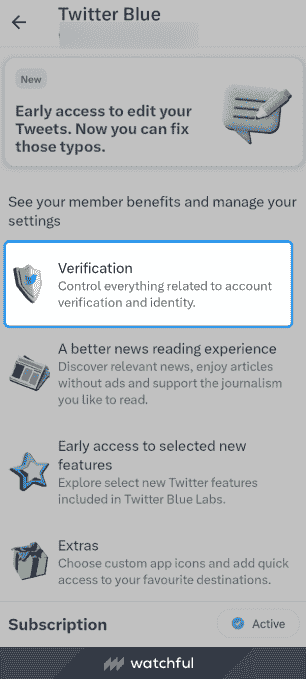 Twitter Blue
New
Early access to edit your
Tweets. Now you can fix
those typos.
See your member benefits and manage your
settings
Verification
Control everything related to account
verification and identity.
A better news reading experience
Discover relevant news, enjoy articles
without ads and support the journalism
you like to read.
Early access to selected new
features
Explore select new Twitter features
included in Twitter Blue Labs.
Extras
Choose custom app icons and add quick
access to your favourite destinations.
Subscription
Active
watchful